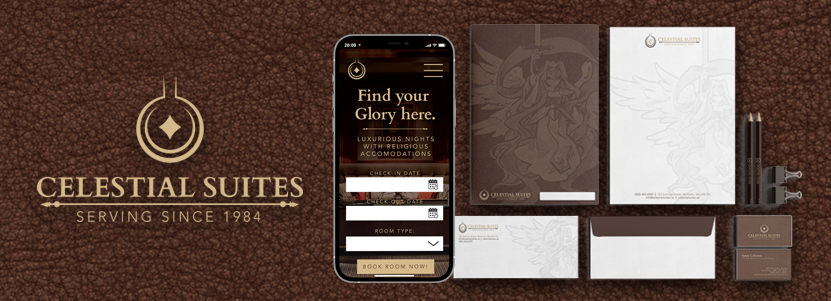 CELESTIAL SUITES
SERVING SINCE 1984
20:00
Find your
Glory here.
LUXURIOUS NIGHTS
WITH RELIGIOUS
ACCOMODATIONS
CHECK-IN DATE
CHECK-OUT DATE
ROOM TYPE:
BOOK ROOM NOW!
CELESTIAL SUITES
CELESTIAL SUITES
CELESTIAL SUITES
CELESTIAL SUITES